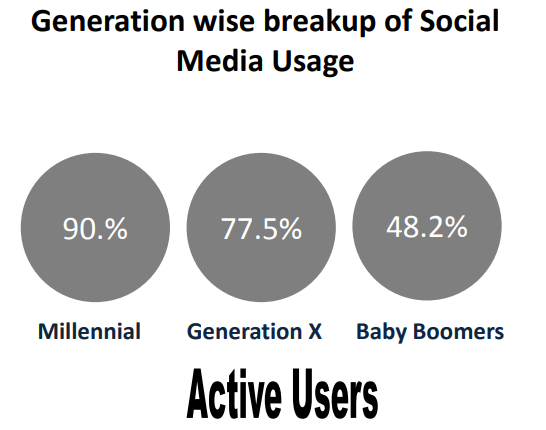 Generation wise breakup of Social
Media Usage
90.% 77.5% 48.2%
Millennial Generation X Baby Boomers
Active Users